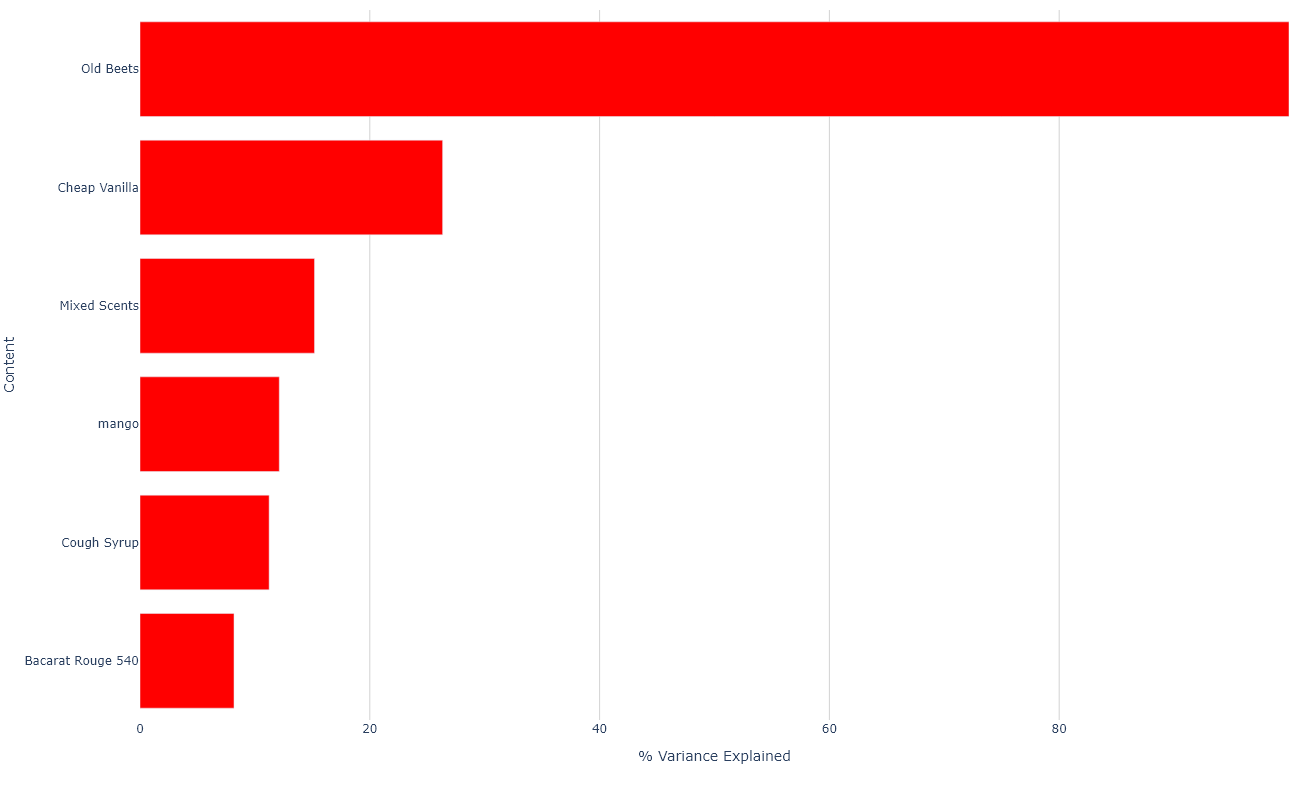 Old Beets
Cheap Vanilla
Mixed Scents
mango
Cough Syrup
Bacarat Rouge 540
Content
0 20 40 60 80
% Variance Explained